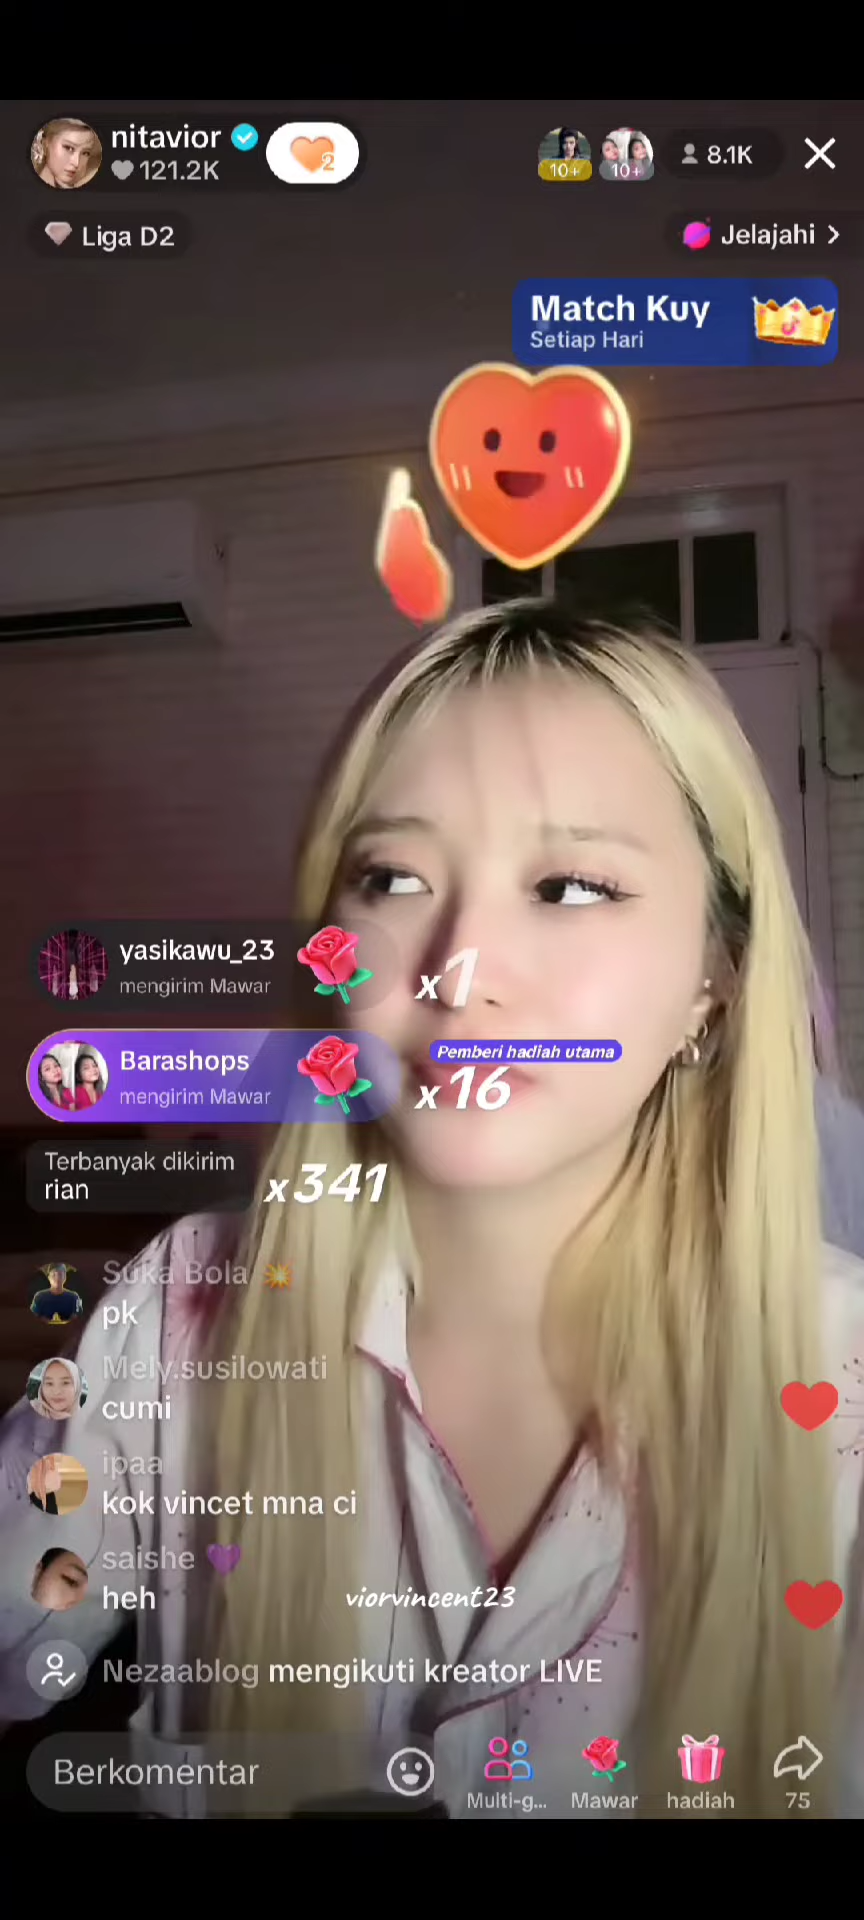 nitavior
121.2K
2
10+
10+
8.1K
Liga D2
Jelajahi >
Match Kuy
Setiap Hari
yasikawu_23
mengirim Mawar
x1
Pemberi hadiah utama
Barashops
mengirim Mawar
x16
Terbanyak dikirim
rian
x341
Suka Bola 💥
pk
Mely.susilowati
cumi
ipaa
kok vincet mna ci
saishe 💜
heh
viorvincent23
Nezaablog mengikuti kreator LIVE
Berkomentar
Multi-g...
Mawar
hadiah
75